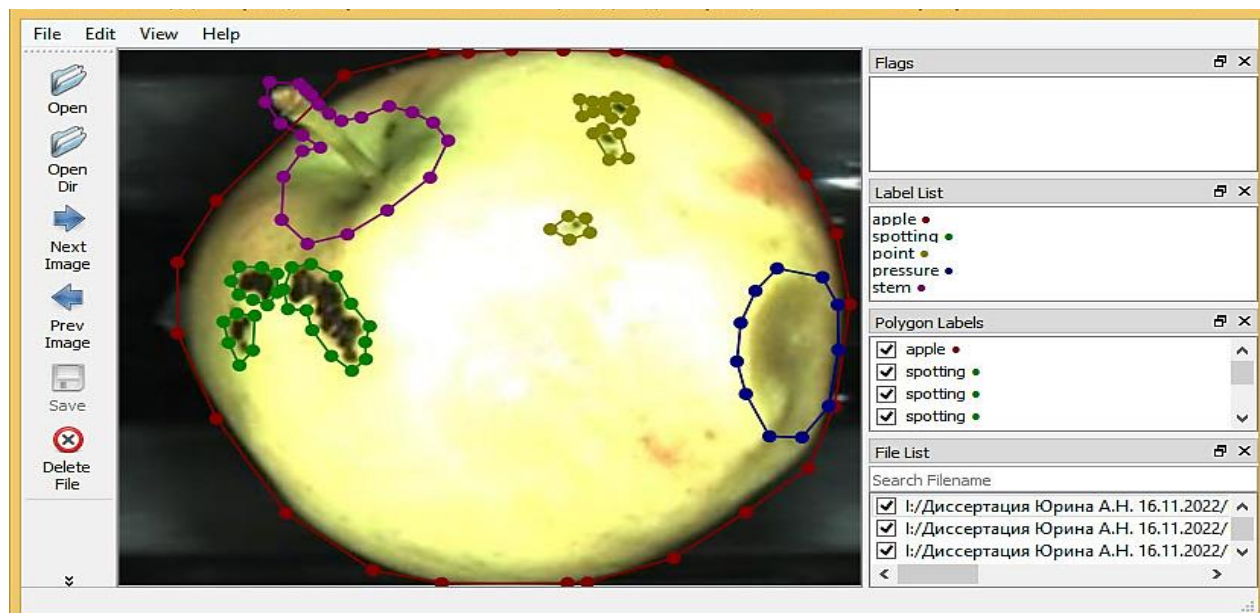 File Edit View Help
Open
Open
Dir
Next
Image
Prev
Image
Save
Delete
File
Flags
Label List
apple
spotting
point
pressure
stem
Polygon Labels
apple
spotting
spotting
spotting
File List
Search Filename
I:/Диссертация Юрина А.Н. 16.11.2022/
I:/Диссертация Юрина А.Н. 16.11.2022/
I:/Диссертация Юрина А.Н. 16.11.2022/